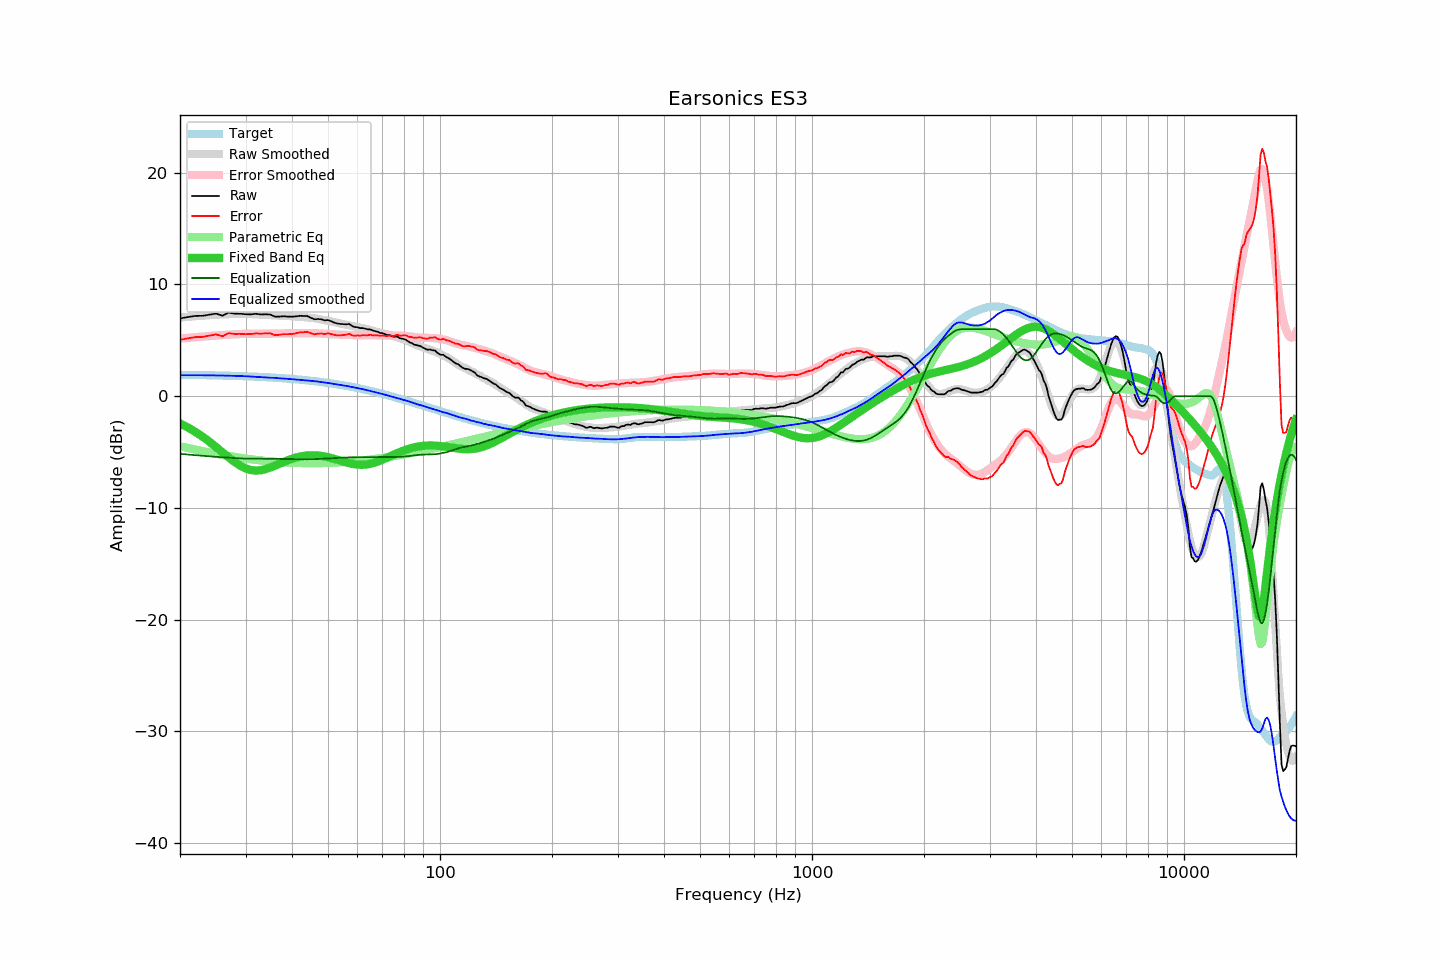 Earsonics ES3
Target
Raw Smoothed
Error Smoothed
Raw
Error
Parametric Eq
Fixed Band Eq
Equalization
Equalized smoothed
20
10
0
−10
−20
−30
−40
Amplitude (dBr)
100
1000
10000
Frequency (Hz)